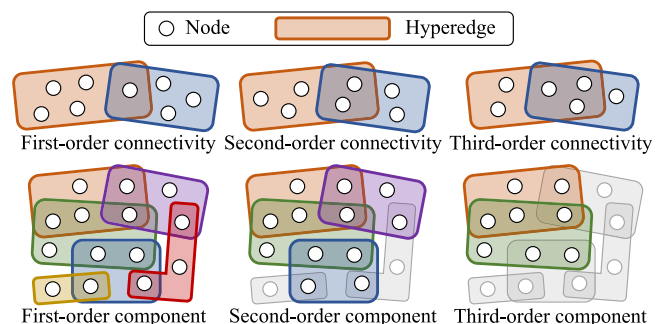 Node Hyperedge
First-order connectivity Second-order connectivity Third-order connectivity
First-order component Second-order component Third-order component